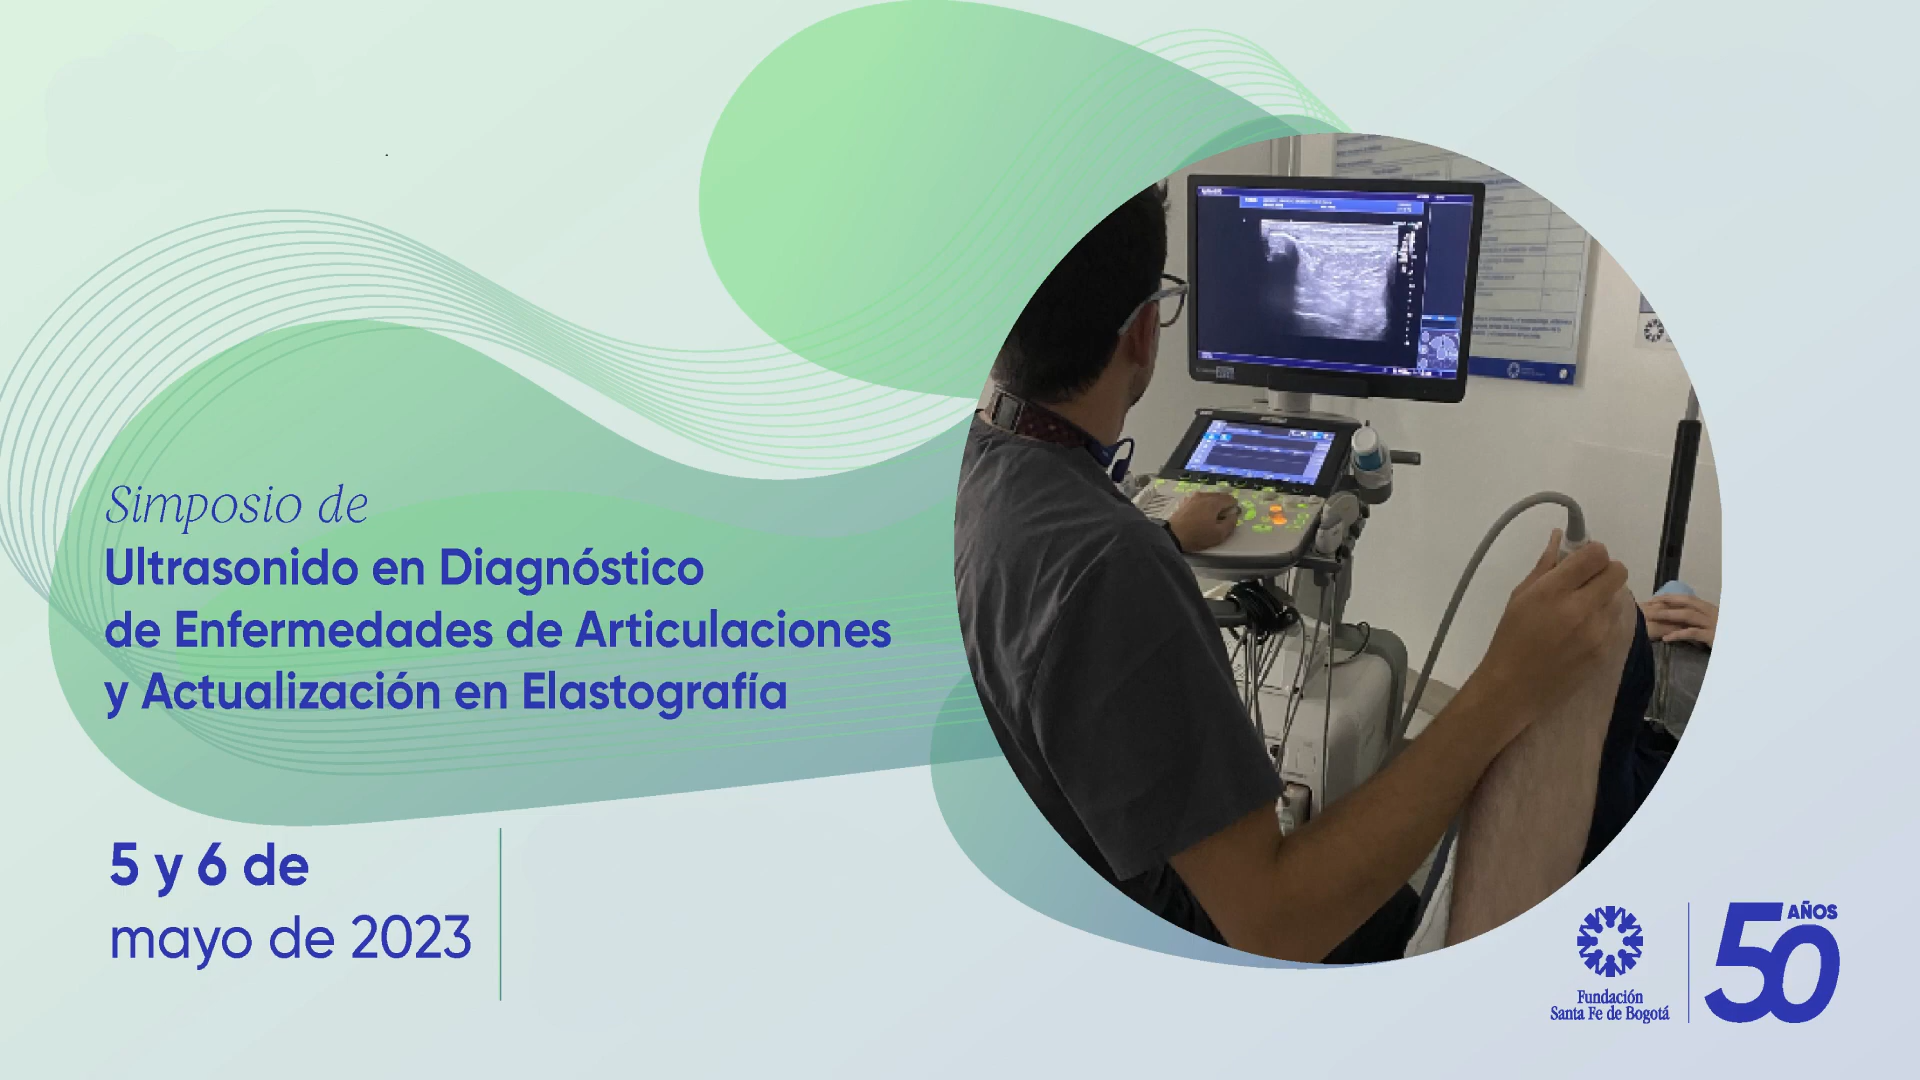 Simposio de
Ultrasonido en Diagnóstico
de Enfermedades de Articulaciones
y Actualización en Elastografía
5 y 6 de
mayo de 2023
Fundación
Santa Fe de Bogotá
50 AÑOS